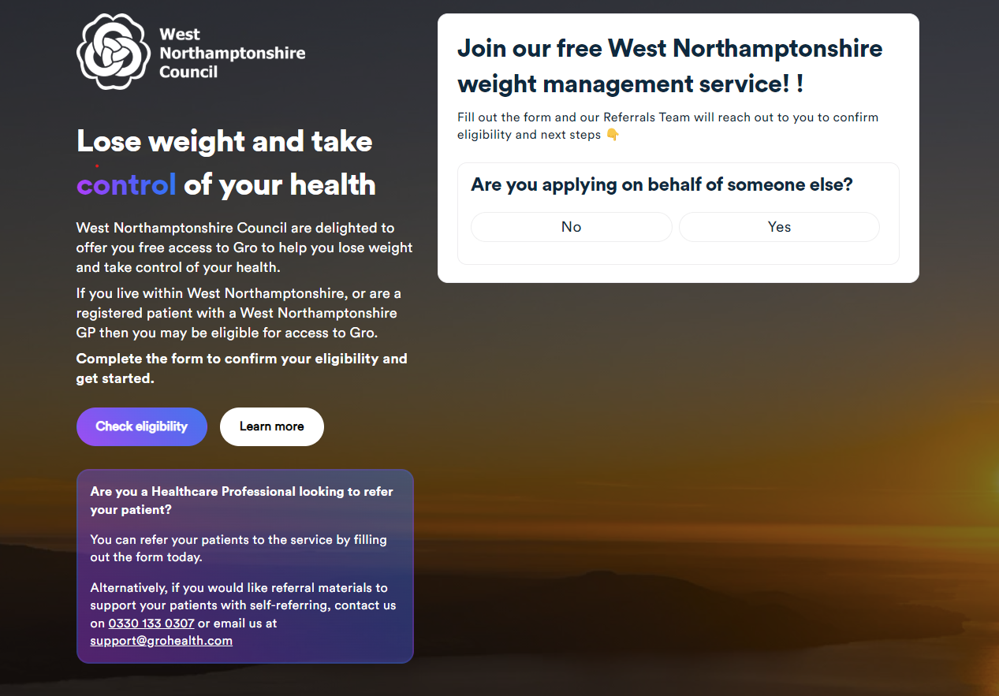 West
Northamptonshire
Council
Lose weight and take
control of your health
West Northamptonshire Council are delighted to
offer you free access to Gro to help you lose weight
and take control of your health.
If you live within West Northamptonshire, or are a
registered patient with a West Northamptonshire
GP then you may be eligible for access to Gro.
Complete the form to confirm your eligibility and
get started.
Check eligibility
Learn more
Are you a Healthcare Professional looking to refer
your patient?
You can refer your patients to the service by filling
out the form today.
Alternatively, if you would like referral materials to
support your patients with self-referring, contact us
on 0330 133 0307 or email us at
support@grohealth.com
Join our free West Northamptonshire
weight management service! !
Fill out the form and our Referrals Team will reach out to you to confirm
eligibility and next steps 👇
Are you applying on behalf of someone else?
No
Yes